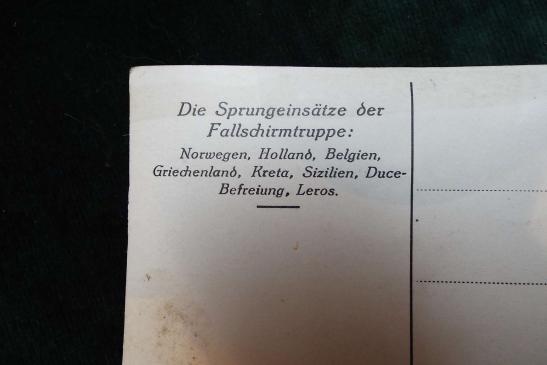 Die Sprungeinsätze der
Fallschirmtruppe:
Norwegen, Holland, Belgien,
Griechenland, Kreta, Sizilien, Duce-
Befreiung, Leros.